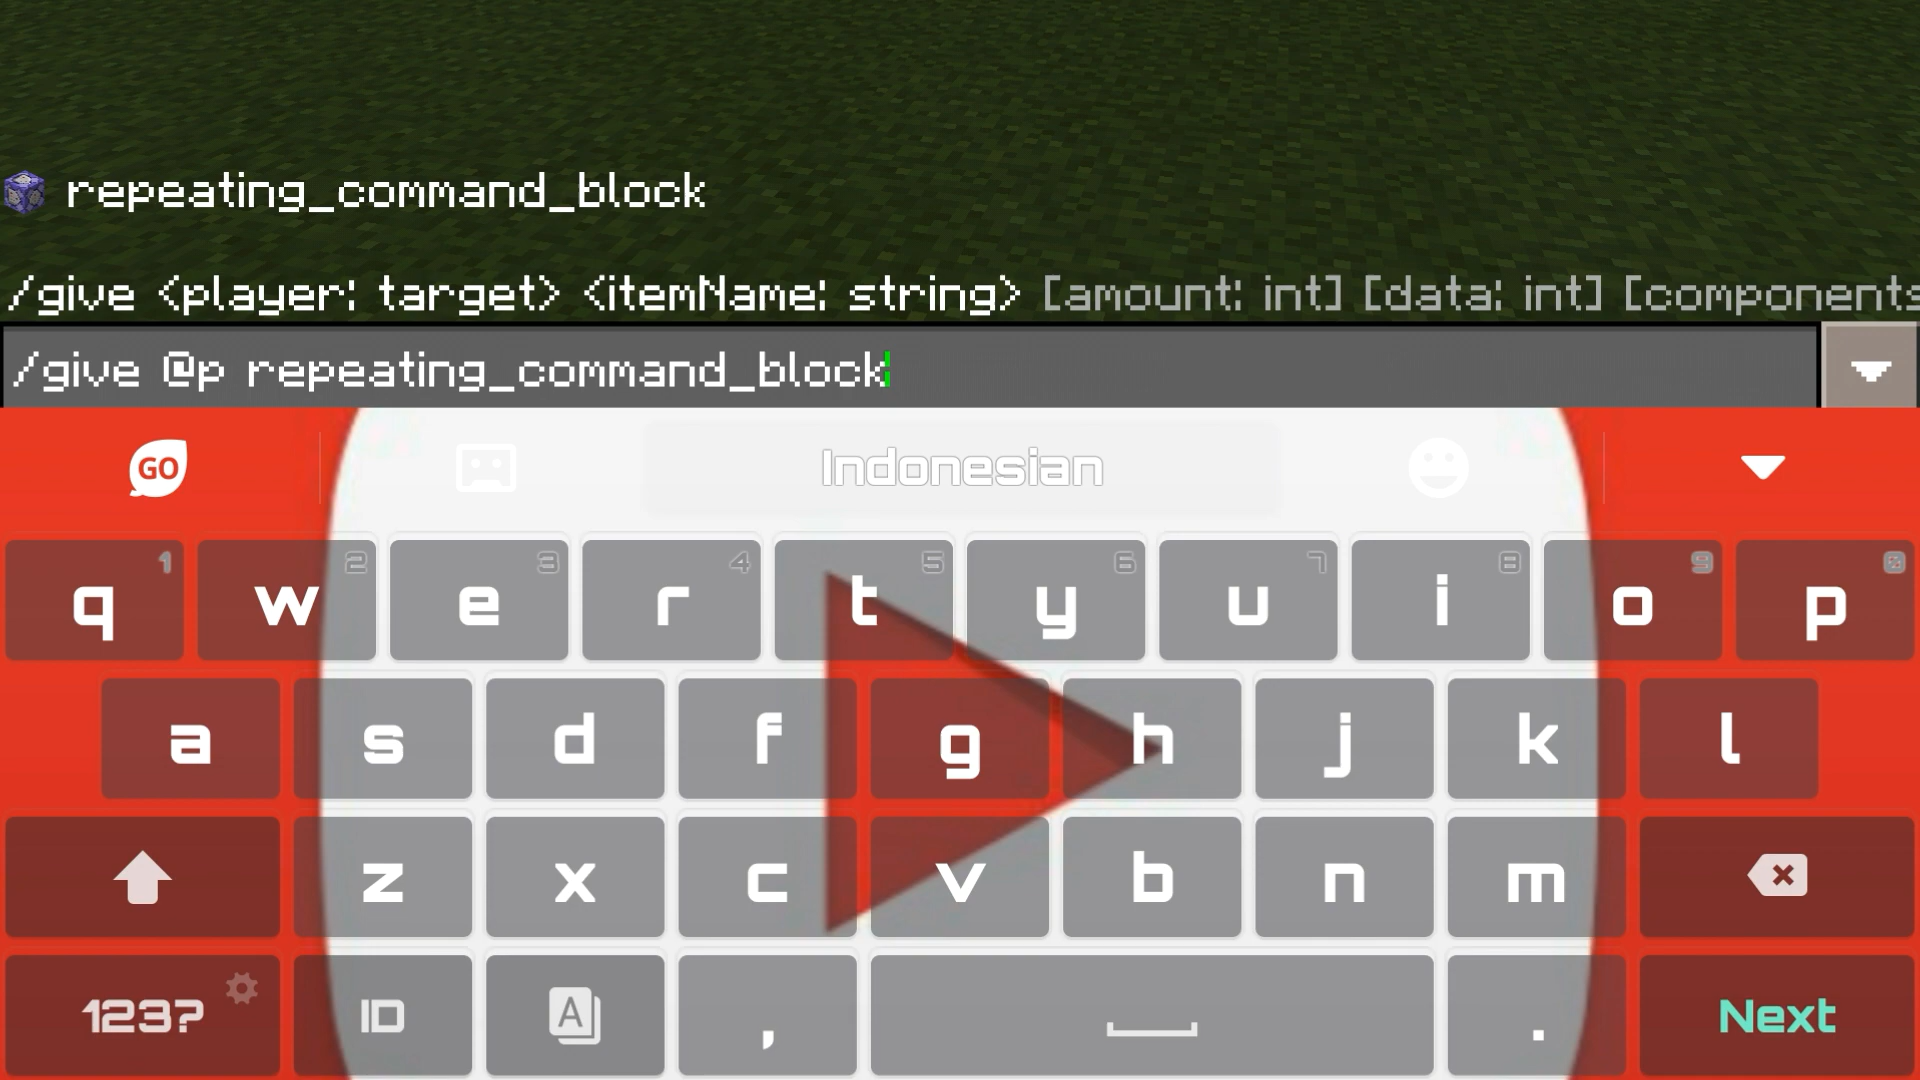 repeating_command_block
/give <player: target> <itemName: string> [amount: int] [data: int] [components
/give @p repeating_command_block
GO
Indonesian
q 1 w 2 e 3 r 4 t 5 y 6 u 7 i 8 o 9 p 0
a s d f g h j k l
z x c v b n m
123? ID A , . Next